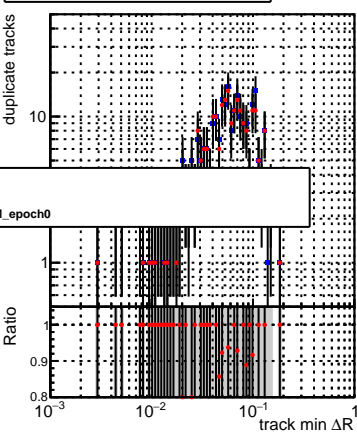 duplicate tracks
10
l_epoch0
1
Ratio
1
0.9
0.8
10⁻³
10⁻²
10⁻¹
1
track min ΔR